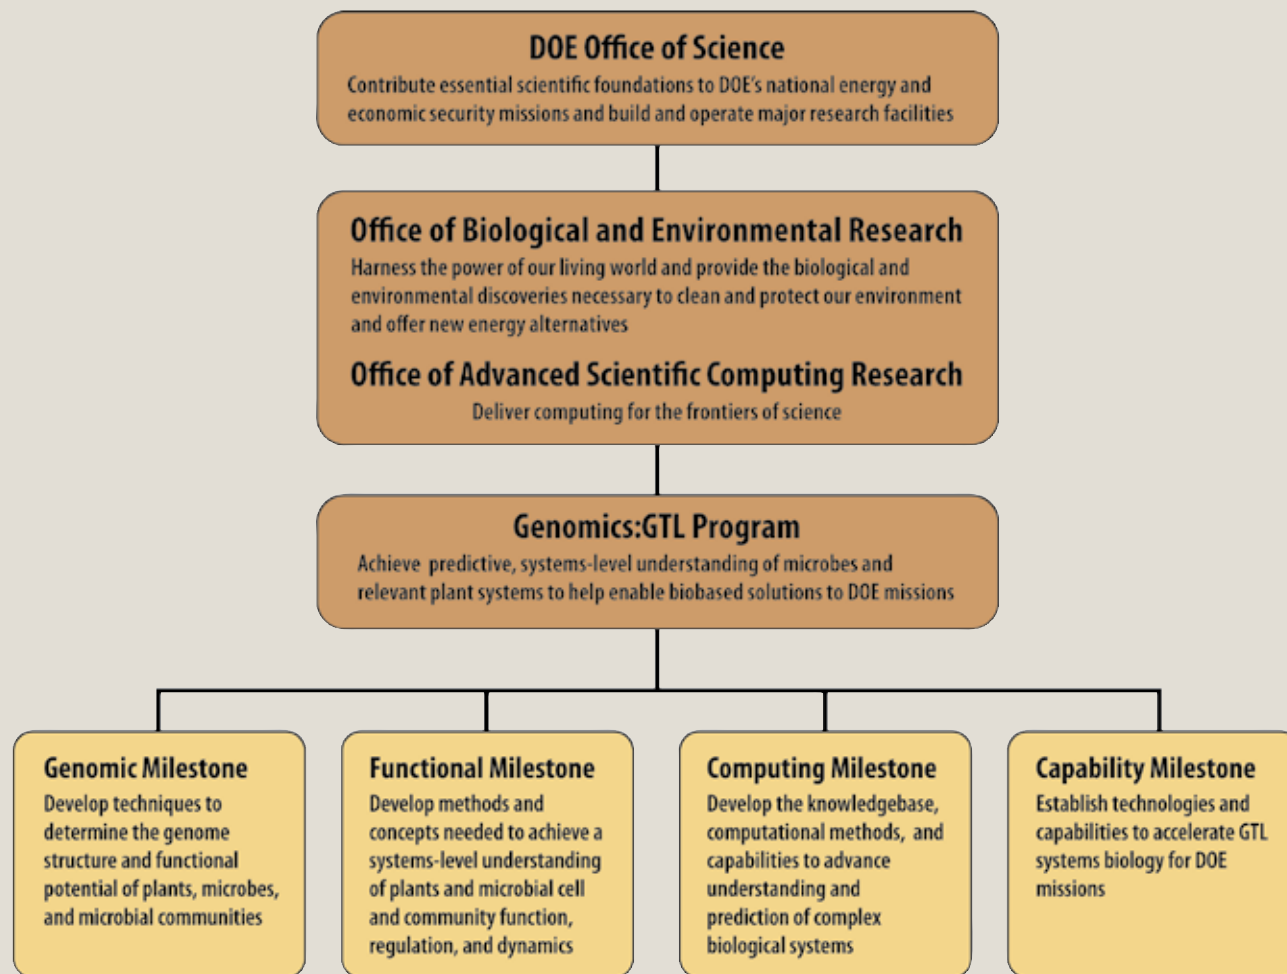 DOE Office of Science
Contribute essential scientific foundations to DOE's national energy and
economic security missions and build and operate major research facilities
Office of Biological and Environmental Research
Harness the power of our living world and provide the biological and
environmental discoveries necessary to clean and protect our environment
and offer new energy alternatives
Office of Advanced Scientific Computing Research
Deliver computing for the frontiers of science
Genomics:GTL Program
Achieve predictive, systems-level understanding of microbes and
relevant plant systems to help enable biobased solutions to DOE missions
Genomic Milestone
Develop techniques to
determine the genome
structure and functional
potential of plants, microbes,
and microbial communities
Functional Milestone
Develop methods and
concepts needed to achieve a
systems-level understanding
of plants and microbial cell
and community function,
regulation, and dynamics
Computing Milestone
Develop the knowledgebase,
computational methods, and
capabilities to advance
understanding and
prediction of complex
biological systems
Capability Milestone
Establish technologies and
capabilities to accelerate GTL
systems biology for DOE
missions